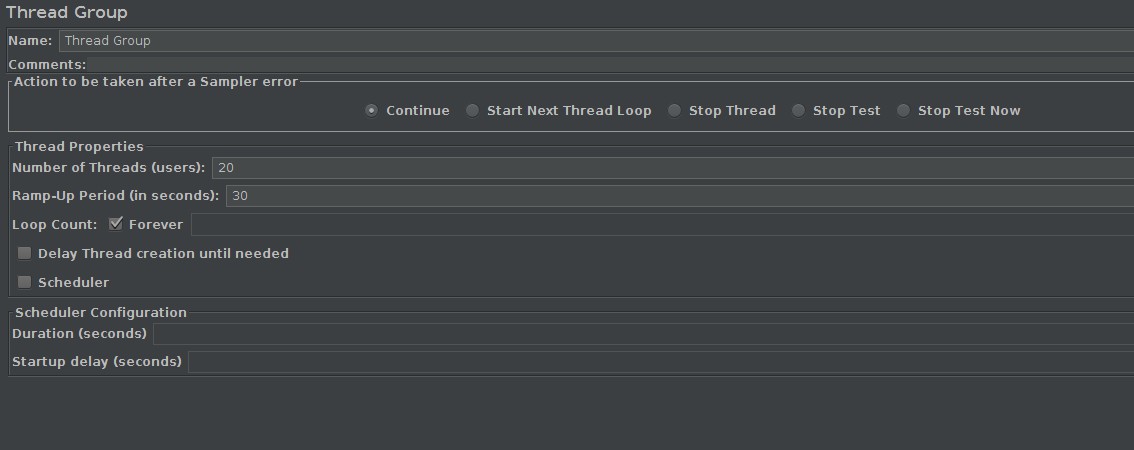 Thread Group
Name: Thread Group
Comments:
Action to be taken after a Sampler error
Continue Start Next Thread Loop Stop Thread Stop Test Stop Test Now
Thread Properties
Number of Threads (users): 20
Ramp-Up Period (in seconds): 30
Loop Count: Forever
Delay Thread creation until needed
Scheduler
Scheduler Configuration
Duration (seconds)
Startup delay (seconds)